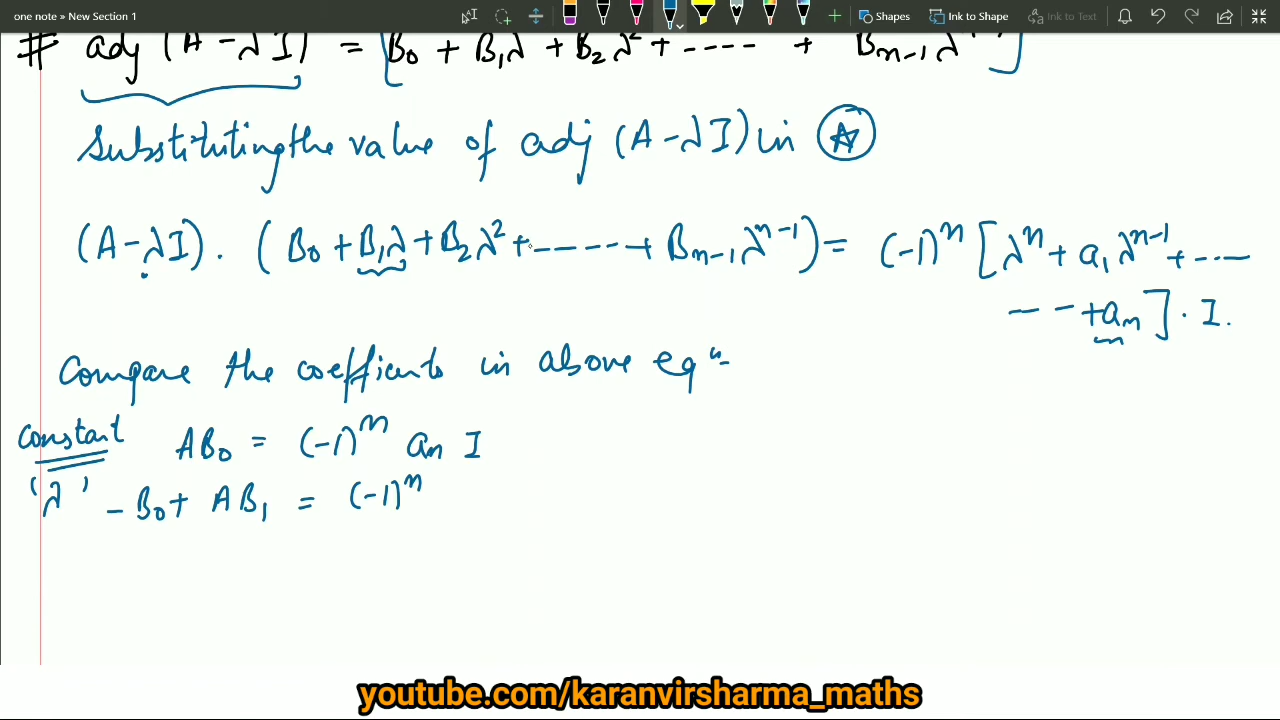 one note » New Section 1
Shapes Ink to Shape Ink to Text
# adj (A - λI) = [B₀ + B₁λ + B₂λ² + ---- + Bₙ₋₁λ ]
Substituting the value of adj (A - λI) in ☆
(A - λI) . (B₀ + B₁λ + B₂λ² + ----- + Bₙ₋₁λⁿ⁻¹) = (-1)ⁿ [λⁿ + a₁λⁿ⁻¹ + ----
-- + aₙ] . I.
Compare the coefficients in above eqⁿ-
Constant AB₀ = (-1)ⁿ aₙ I
'λ' - B₀ + AB₁ = (-1)ⁿ
youtube.com/karanvirsharma_maths